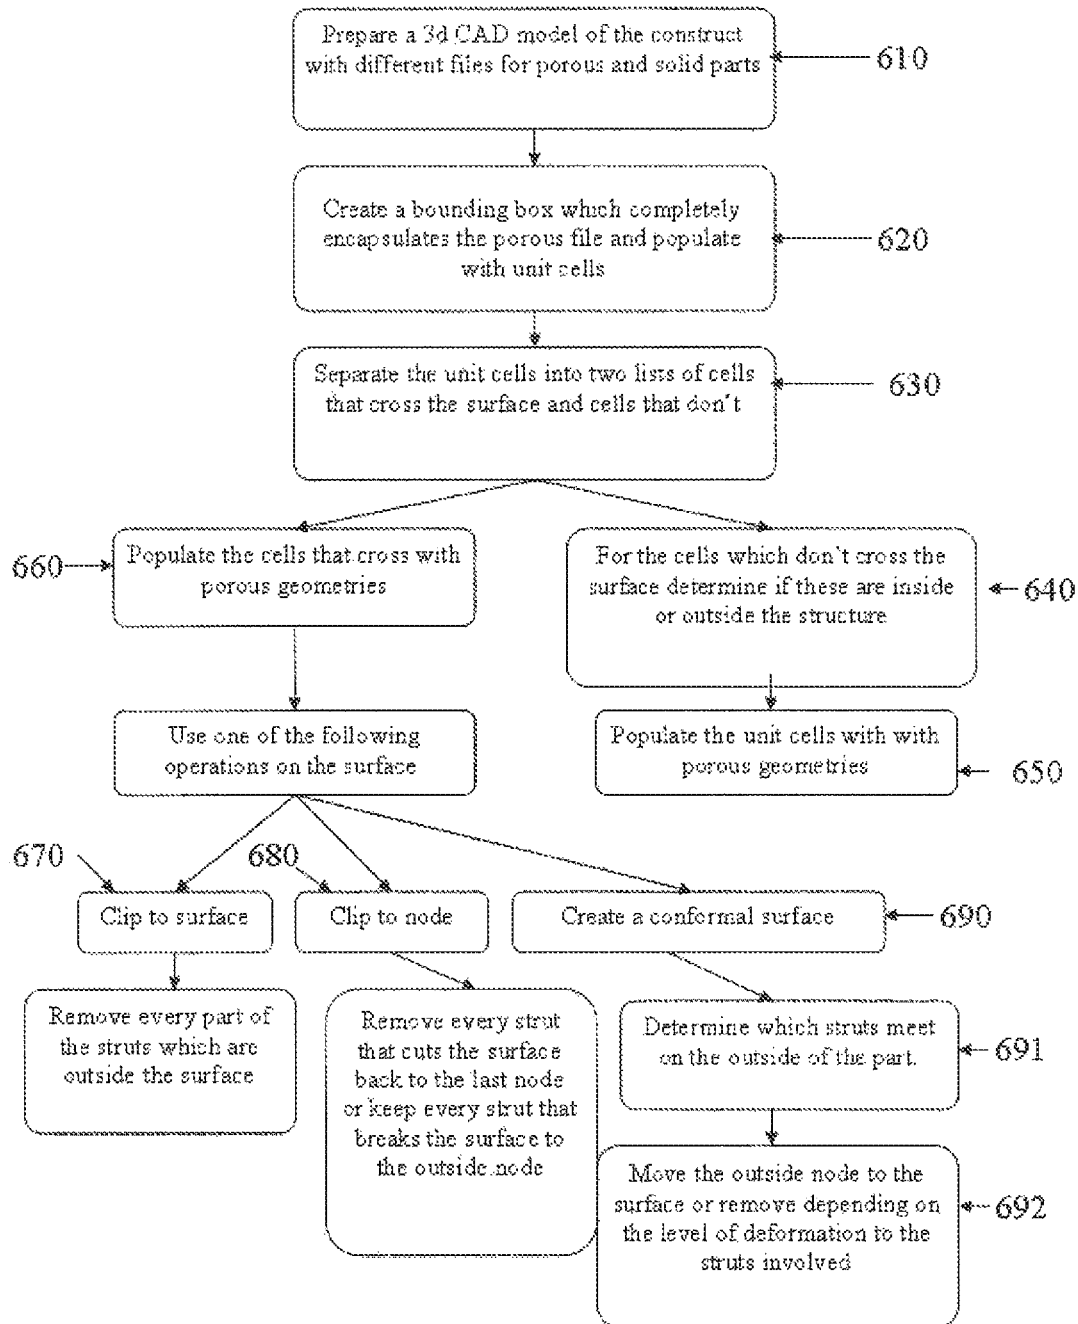 Prepare a 3d CAD model of the construct
with different files for porous and solid parts
610
Create a bounding box which completely
encapsulates the porous file and populate
with unit cells
620
Separate the unit cells into two lists of cells
that cross the surface and cells that don't
630
660
Populate the cells that cross with
porous geometries
For the cells which don't cross the
surface determine if these are inside
or outside the structure
640
Use one of the following
operations on the surface
Populate the unit cells with with
porous geometries
650
670
680
Clip to surface
Clip to node
Create a conformal surface
690
Remove every part of
the struts which are
outside the surface
Remove every strut
that cuts the surface
back to the last node
or keep every strut that
breaks the surface to
the outside node
Determine which struts meet
on the outside of the part.
691
Move the outside node to the
surface or remove depending on
the level of deformation to the
struts involved
692